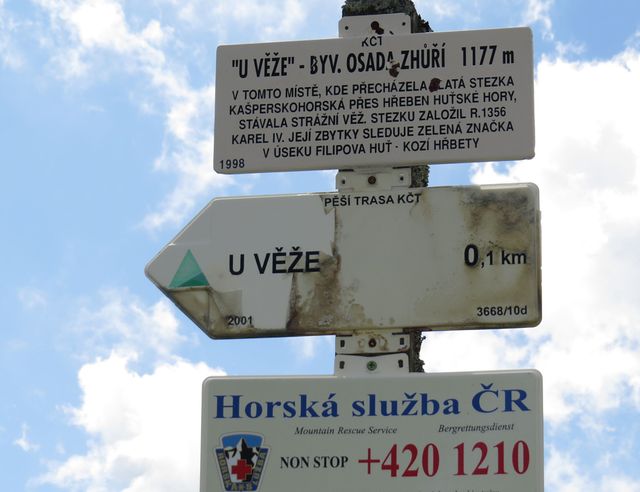 KČT
"U VĚŽE" - BYV. OSADA ZHŮŘÍ 1177 m
V TOMTO MÍSTĚ, KDE PŘECHÁZELA ZLATÁ STEZKA
KAŠPERSKOHORSKÁ PŘES HŘEBEN HUŤSKÉ HORY,
STÁVALA STRÁŽNÍ VĚŽ. STEZKU ZALOŽIL R.1356
KAREL IV. JEJÍ ZBYTKY SLEDUJE ZELENÁ ZNAČKA
V ÚSEKU FILIPOVA HUŤ - KOZÍ HŘBETY
1998
PĚŠÍ TRASA KČT
U VĚŽE 0,1 km
2001 3668/10d
Horská služba ČR
Mountain Rescue Service Bergrettungsdienst
NON STOP +420 1210